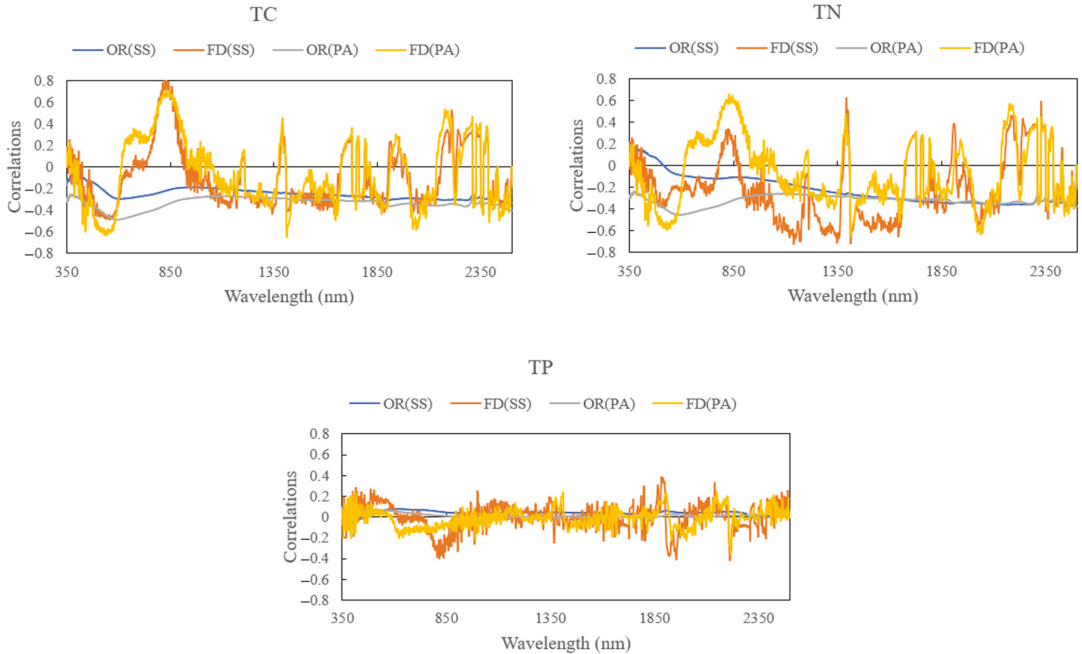 TC
OR(SS) FD(SS) OR(PA) FD(PA)
0.8
0.6
0.4
0.2
0
−0.2
−0.4
−0.6
−0.8
Correlations
350 850 1350 1850 2350
Wavelength (nm)
TN
OR(SS) FD(SS) OR(PA) FD(PA)
0.8
0.6
0.4
0.2
0
−0.2
−0.4
−0.6
−0.8
Correlations
350 850 1350 1850 2350
Wavelength (nm)
TP
OR(SS) FD(SS) OR(PA) FD(PA)
0.8
0.6
0.4
0.2
0
−0.2
−0.4
−0.6
−0.8
Correlations
350 850 1350 1850 2350
Wavelength (nm)